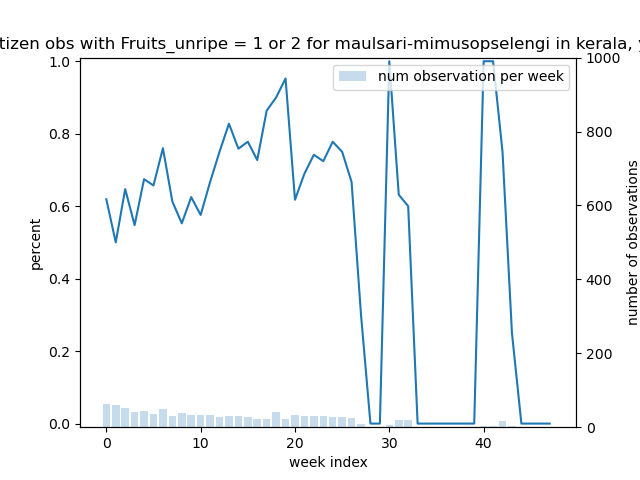 tizen obs with Fruits_unripe = 1 or 2 for maulsari-mimusopselengi in kerala,
num observation per week
percent
1.0
0.8
0.6
0.4
0.2
0.0
1000
800
600
400
200
0
number of observations
0 10 20 30 40
week index